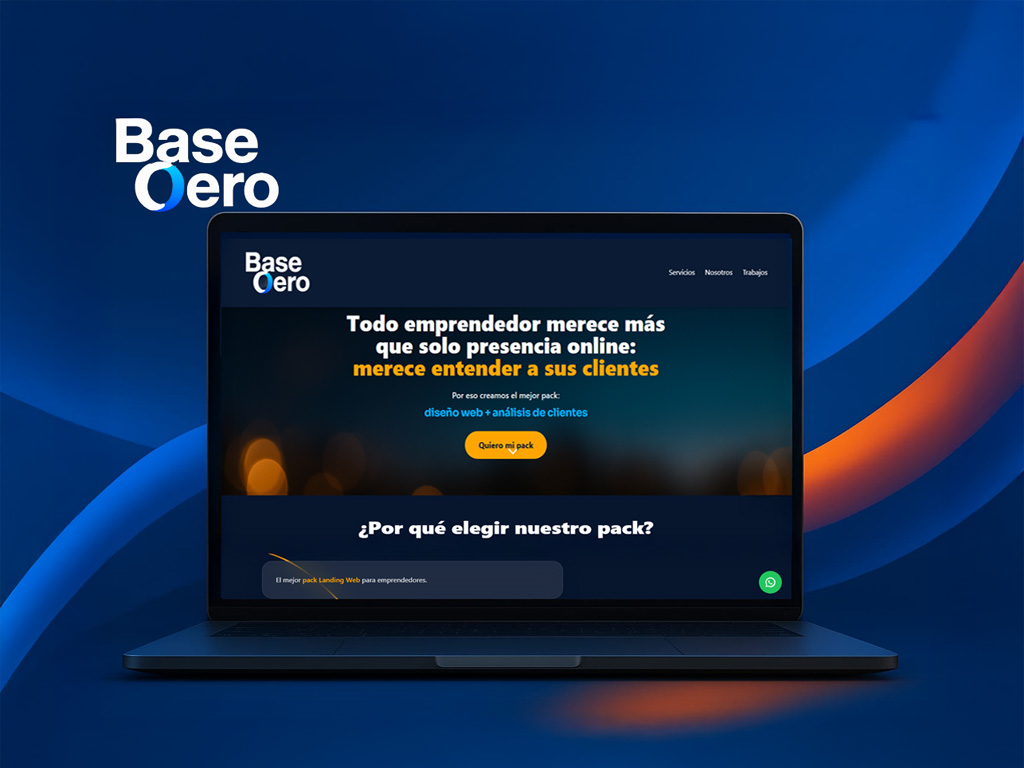 Base
0ero
Base
0ero
Servicios Nosotros Trabajos
Todo emprendedor merece más
que solo presencia online:
merece entender a sus clientes
Por eso creamos el mejor pack:
diseño web + análisis de clientes
Quiero mi pack
¿Por qué elegir nuestro pack?
El mejor pack Landing Web para emprendedores.